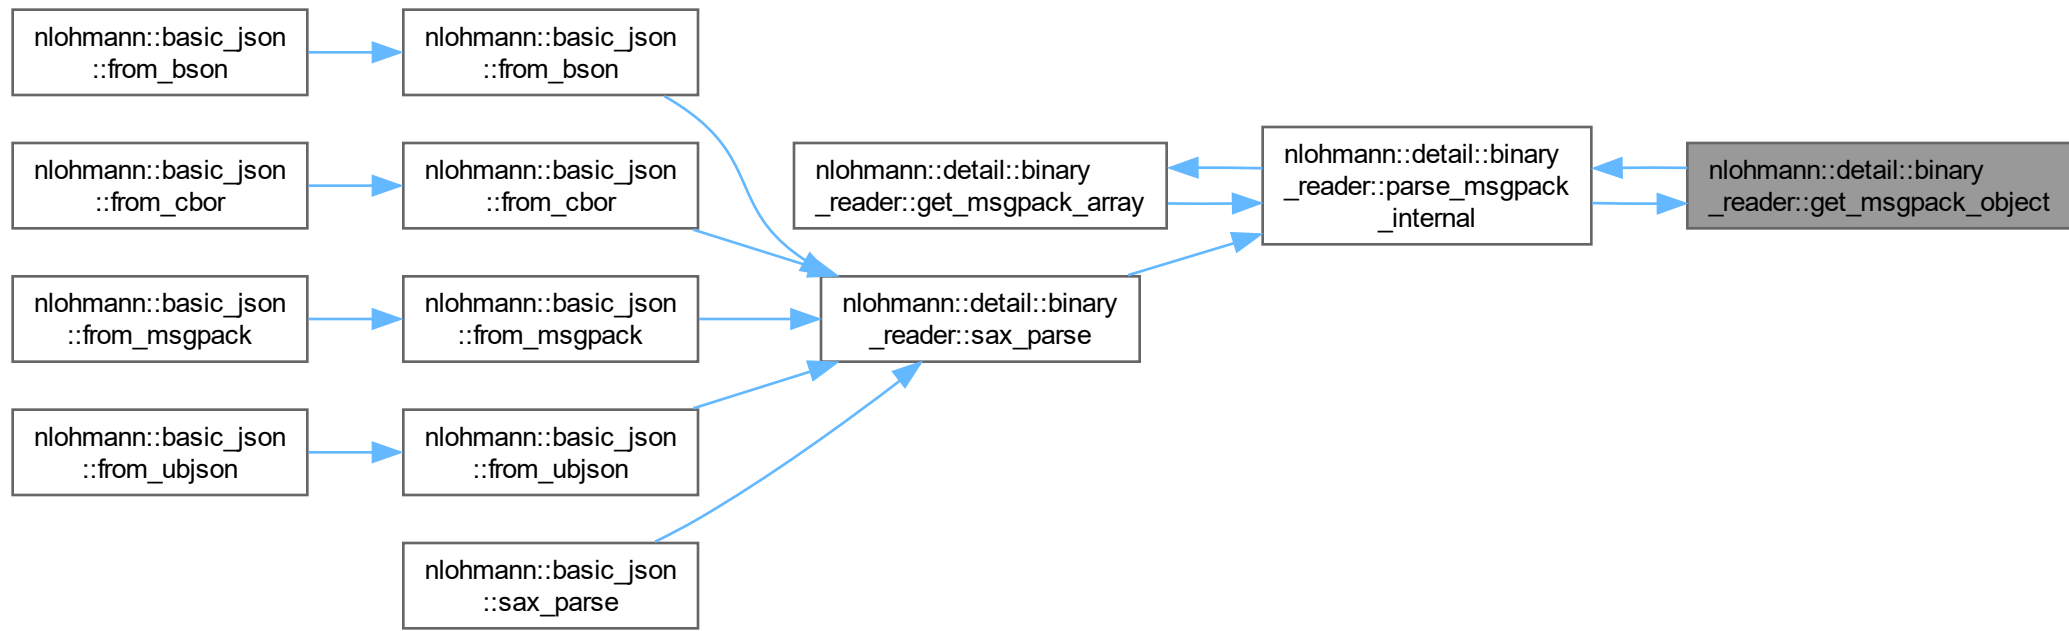 nlohmann::basic_json
::from_bson
nlohmann::basic_json
::from_bson
nlohmann::basic_json
::from_cbor
nlohmann::basic_json
::from_cbor
nlohmann::detail::binary
_reader::get_msgpack_array
nlohmann::detail::binary
_reader::parse_msgpack
_internal
nlohmann::detail::binary
_reader::get_msgpack_object
nlohmann::basic_json
::from_msgpack
nlohmann::basic_json
::from_msgpack
nlohmann::detail::binary
_reader::sax_parse
nlohmann::basic_json
::from_ubjson
nlohmann::basic_json
::from_ubjson
nlohmann::basic_json
::sax_parse